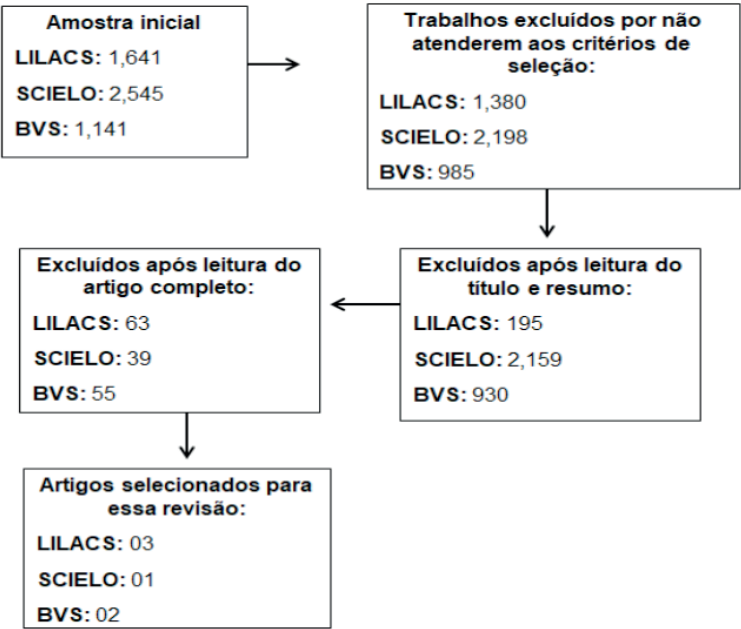 Amostra inicial
LILACS: 1,641
SCIELO: 2,545
BVS: 1,141
Trabalhos excluídos por não
atenderem aos critérios de
seleção:
LILACS: 1,380
SCIELO: 2,198
BVS: 985
Excluídos após leitura do
título e resumo:
LILACS: 195
SCIELO: 2,159
BVS: 930
Excluídos após leitura do
artigo completo:
LILACS: 63
SCIELO: 39
BVS: 55
Artigos selecionados para
essa revisão:
LILACS: 03
SCIELO: 01
BVS: 02